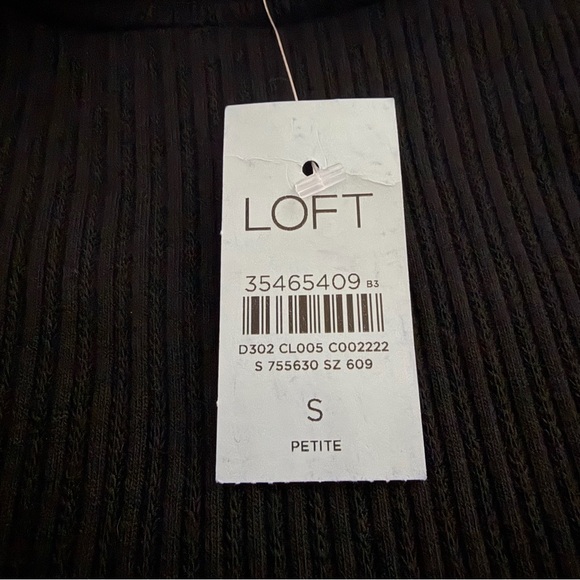 LOFT
35465409 B3
D302 CL005 C002222
S 755630 SZ 609
S
PETITE